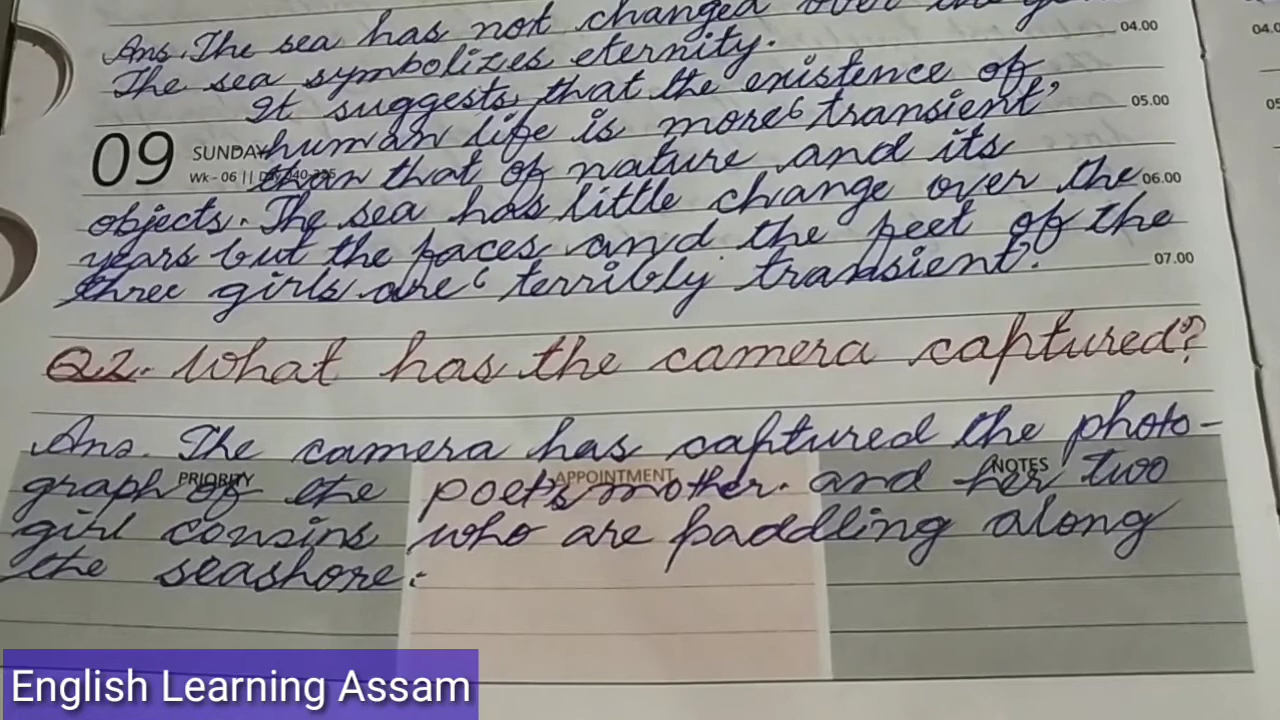 Ans. The sea has not changed over the
04.00
The sea symbolizes eternity.
It suggests that the existence of
05.00
human life is more 'transient'
09 SUNDAY
Wk - 06 ||
than that of nature and its
objects. The sea has little change over the
06.00
years but the faces and the feet of the
three girls are 'terribly transient'.
07.00
Q2. What has the camera captured?
Ans. The camera has captured the photo-
PRIORITY APPOINTMENT NOTES
graph of the poet's mother. and her two
girl cousins who are paddling along
the seashore.
English Learning Assam